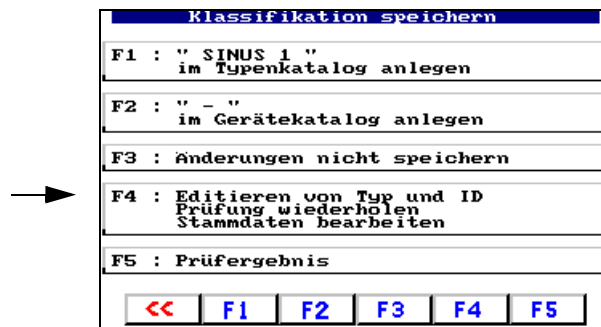 Klassifikation speichern
F1 : " SINUS 1 "
im Typenkatalog anlegen
F2 : " - "
im Gerätekatalog anlegen
F3 : Änderungen nicht speichern
F4 : Editieren von Typ und ID
Prüfung wiederholen
Stammdaten bearbeiten
F5 : Prüfergebnis
<< F1 F2 F3 F4 F5